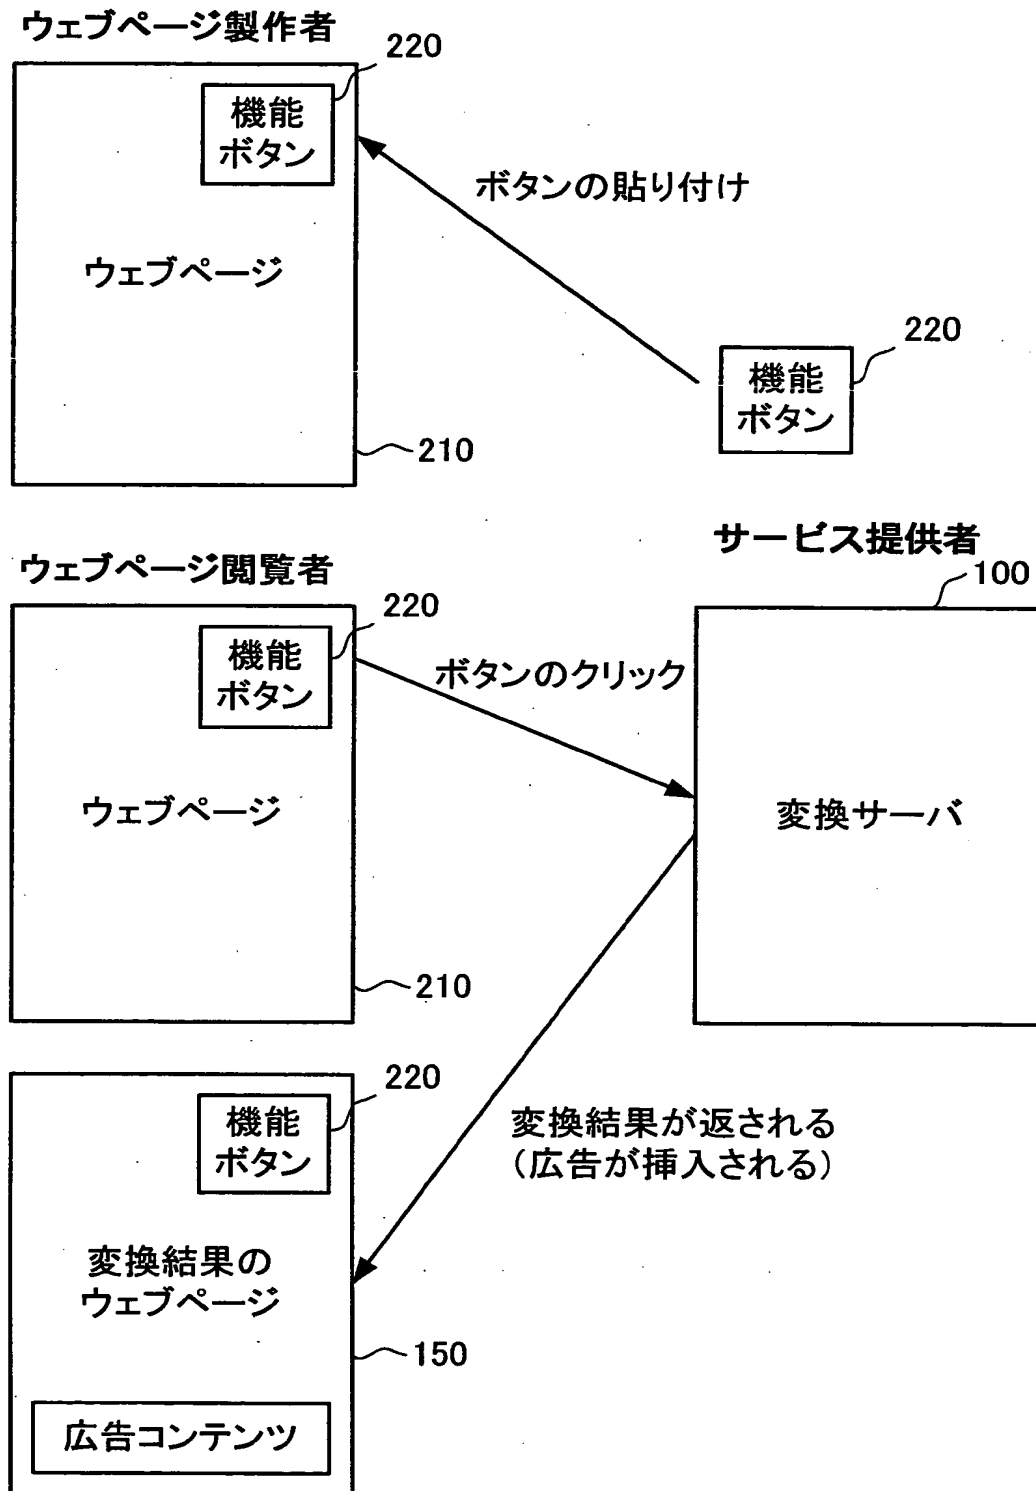 ウェブページ製作者
220
機能
ボタン
ボタンの貼り付け
ウェブページ
220
機能
ボタン
210
サービス提供者
100
ウェブページ閲覧者
220
機能
ボタン
ボタンのクリック
ウェブページ
変換サーバ
210
220
機能
ボタン
変換結果が返される
(広告が挿入される)
変換結果の
ウェブページ
150
広告コンテンツ